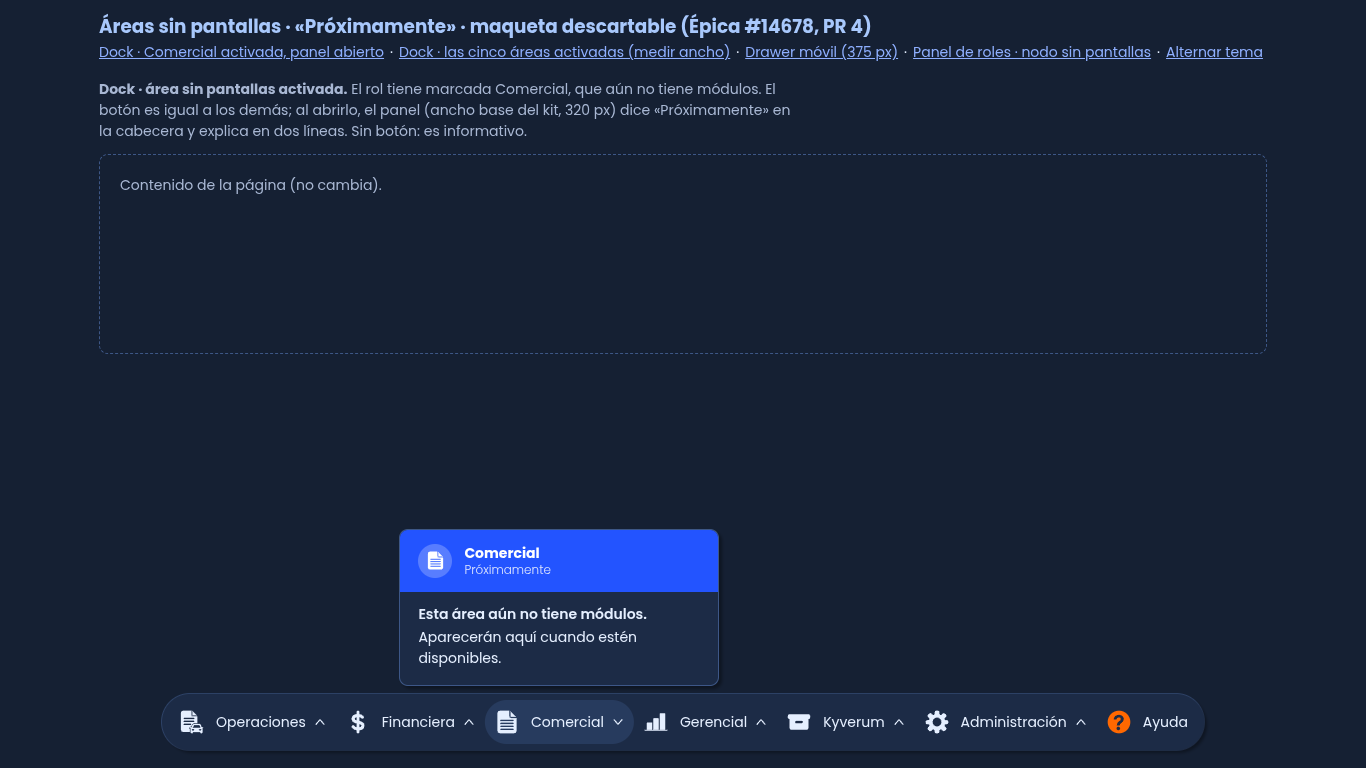 Áreas sin pantallas · «Próximamente» · maqueta descartable (Épica #14678, PR 4)
Dock · Comercial activada, panel abierto · Dock · las cinco áreas activadas (medir ancho) · Drawer móvil (375 px) · Panel de roles · nodo sin pantallas · Alternar tema
Dock · área sin pantallas activada. El rol tiene marcada Comercial, que aún no tiene módulos. El
botón es igual a los demás; al abrirlo, el panel (ancho base del kit, 320 px) dice «Próximamente» en
la cabecera y explica en dos líneas. Sin botón: es informativo.
Contenido de la página (no cambia).
Comercial
Próximamente
Esta área aún no tiene módulos.
Aparecerán aquí cuando estén
disponibles.
Operaciones Financiera Comercial Gerencial Kyverum Administración Ayuda